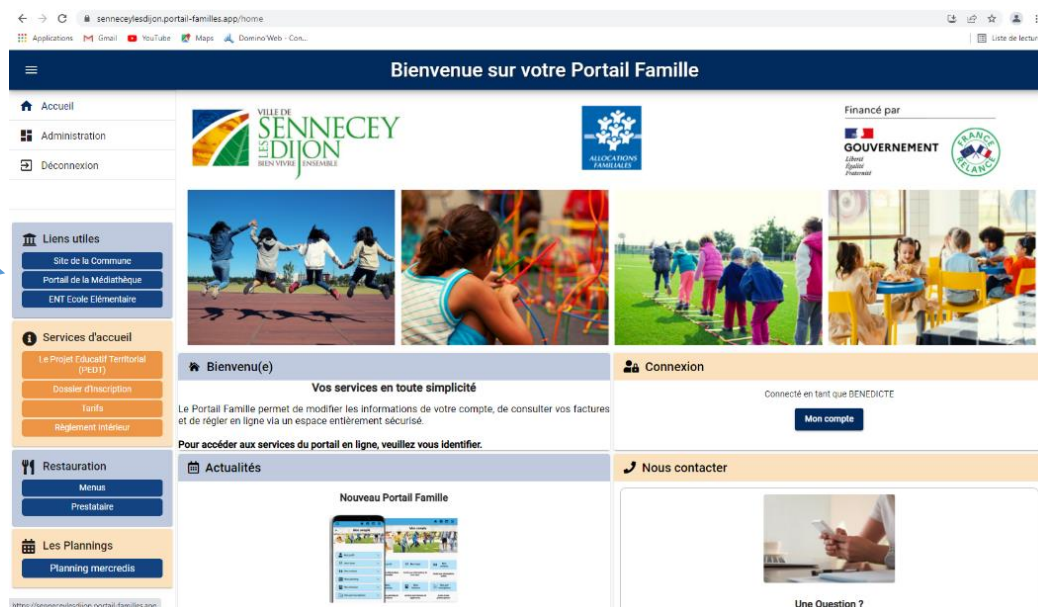 senneceylesdijon.portail-familles.app/home
Applications Gmail YouTube Maps Domino'Web - Con...
Liste de lecture
Bienvenue sur votre Portail Famille
Accueil
Administration
Déconnexion
VILLE DE
SENNECEY
LES DIJON
BIEN VIVRE ENSEMBLE
ALLOCATIONS
FAMILIALES
Financé par
GOUVERNEMENT
Liberté
Égalité
Fraternité
FRANCE
RELANCE
Liens utiles
Site de la Commune
Portail de la Médiathèque
ENT Ecole Elémentaire
Services d'accueil
Le Projet Educatif Territorial
(PEDT)
Dossier d'Inscription
Tarifs
Règlement Intérieur
Restauration
Menus
Prestataire
Les Plannings
Planning mercredis
Bienvenu(e)
Vos services en toute simplicité
Le Portail Famille permet de modifier les informations de votre compte, de consulter vos factures
et de régler en ligne via un espace entièrement sécurisé.
Pour accéder aux services du portail en ligne, veuillez vous identifier.
Connexion
Connecté en tant que BENEDICTE
Mon compte
Actualités
Nouveau Portail Famille
Nous contacter
Une Question ?
https://senneceylesdijon.portail-familles.app